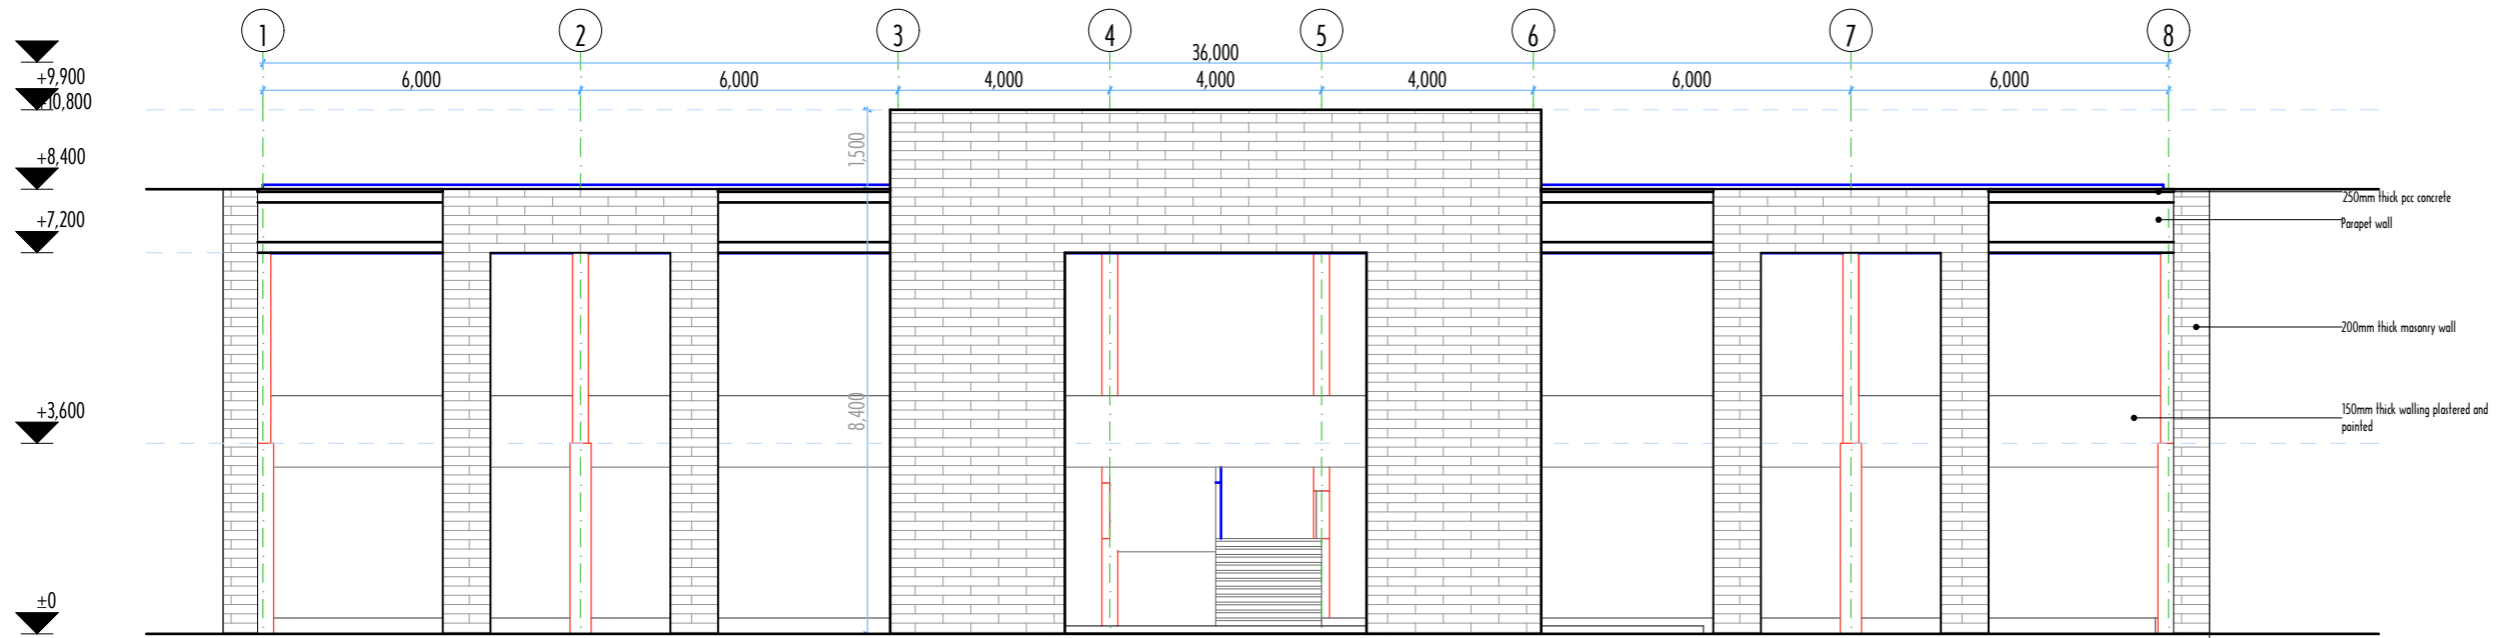 1 2 3 4 5 6 7 8
36,000
+9,900
6,000 6,000 4,000 4,000 4,000 6,000 6,000
+10,800
1,500
+8,400
250mm thick pcc concrete
+7,200
Parapet wall
200mm thick masonry wall
+3,600
8,400
150mm thick walling plastered and
painted
±0